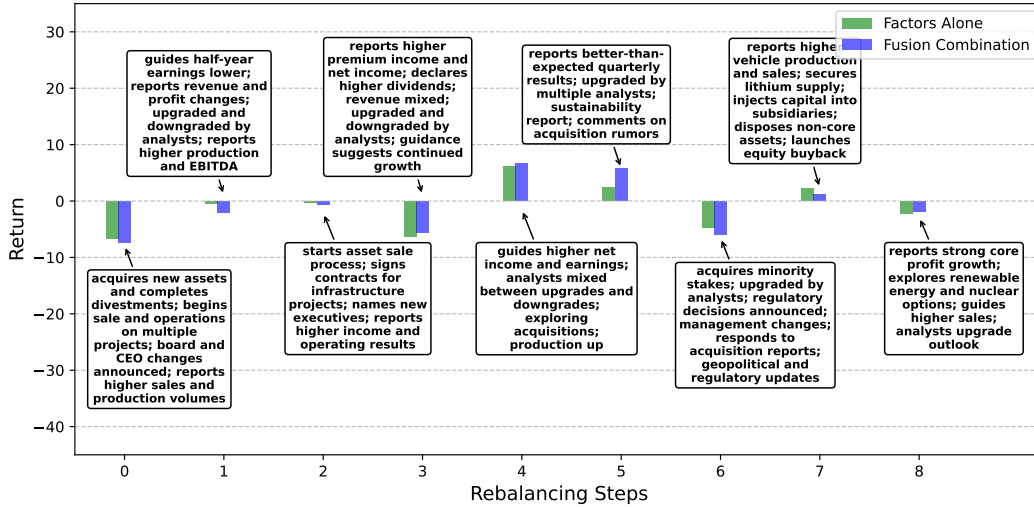 Factors Alone
Fusion Combination
Return
30
20
10
0
−10
−20
−30
−40
guides half-year
earnings lower;
reports revenue and
profit changes;
upgraded and
downgraded by
analysts; reports
higher production
and EBITDA
reports higher
premium income and
net income; declares
higher dividends;
revenue mixed;
upgraded and
downgraded by
analysts; guidance
suggests continued
growth
reports better-than-
expected quarterly
results; upgraded by
multiple analysts;
sustainability
report; comments on
acquisition rumors
reports higher
vehicle production
and sales; secures
lithium supply;
injects capital into
subsidiaries;
disposes non-core
assets; launches
equity buyback
acquires new assets
and completes
divestments; begins
sale and operations
on multiple
projects; board and
CEO changes
announced; reports
higher sales and
production volumes
starts asset sale
process; signs
contracts for
infrastructure
projects; names new
executives; reports
higher income and
operating results
guides higher net
income and earnings;
analysts mixed
between upgrades and
downgrades;
exploring
acquisitions;
production up
acquires minority
stakes; upgraded by
analysts; regulatory
decisions announced;
management changes;
responds to
acquisition reports;
geopolitical and
regulatory updates
reports strong core
profit growth;
explores renewable
energy and nuclear
options; guides
higher sales;
analysts upgrade
outlook
0
1
2
3
4
5
6
7
8
Rebalancing Steps